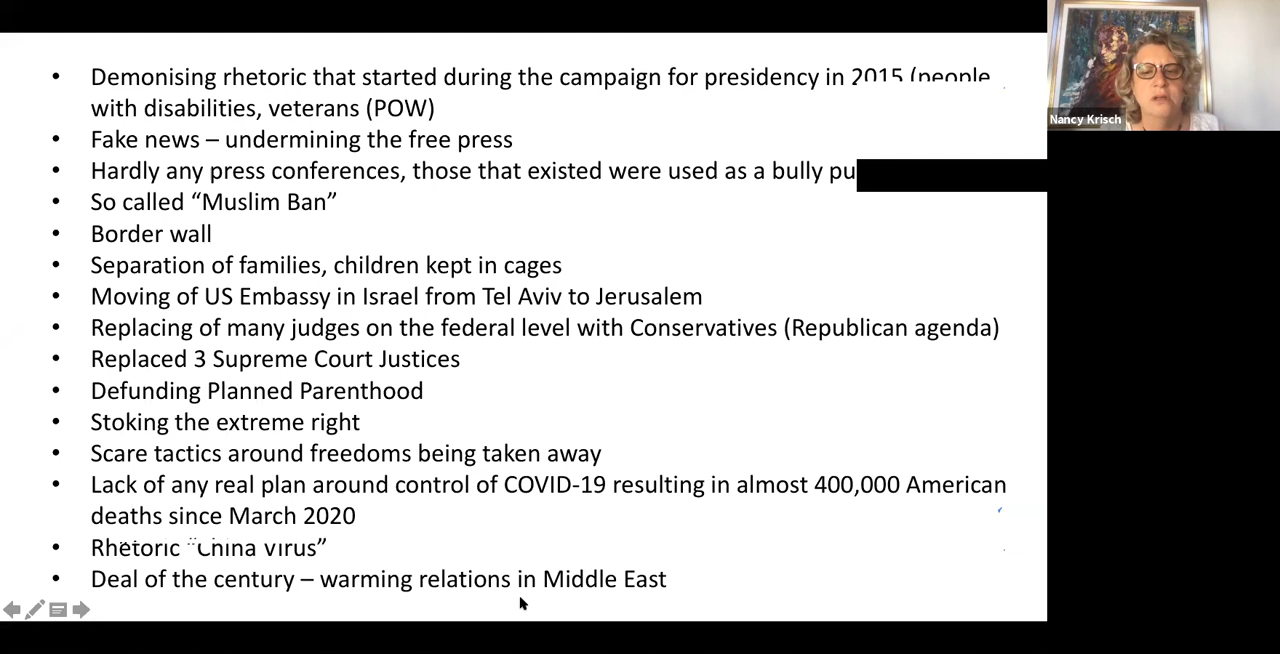 • Demonising rhetoric that started during the campaign for presidency in 2015 (people
with disabilities, veterans (POW)
• Fake news – undermining the free press
• Hardly any press conferences, those that existed were used as a bully pu
• So called “Muslim Ban”
• Border wall
• Separation of families, children kept in cages
• Moving of US Embassy in Israel from Tel Aviv to Jerusalem
• Replacing of many judges on the federal level with Conservatives (Republican agenda)
• Replaced 3 Supreme Court Justices
• Defunding Planned Parenthood
• Stoking the extreme right
• Scare tactics around freedoms being taken away
• Lack of any real plan around control of COVID-19 resulting in almost 400,000 American
deaths since March 2020
• Rhetoric “China Virus”
• Deal of the century – warming relations in Middle East
Nancy Krisch